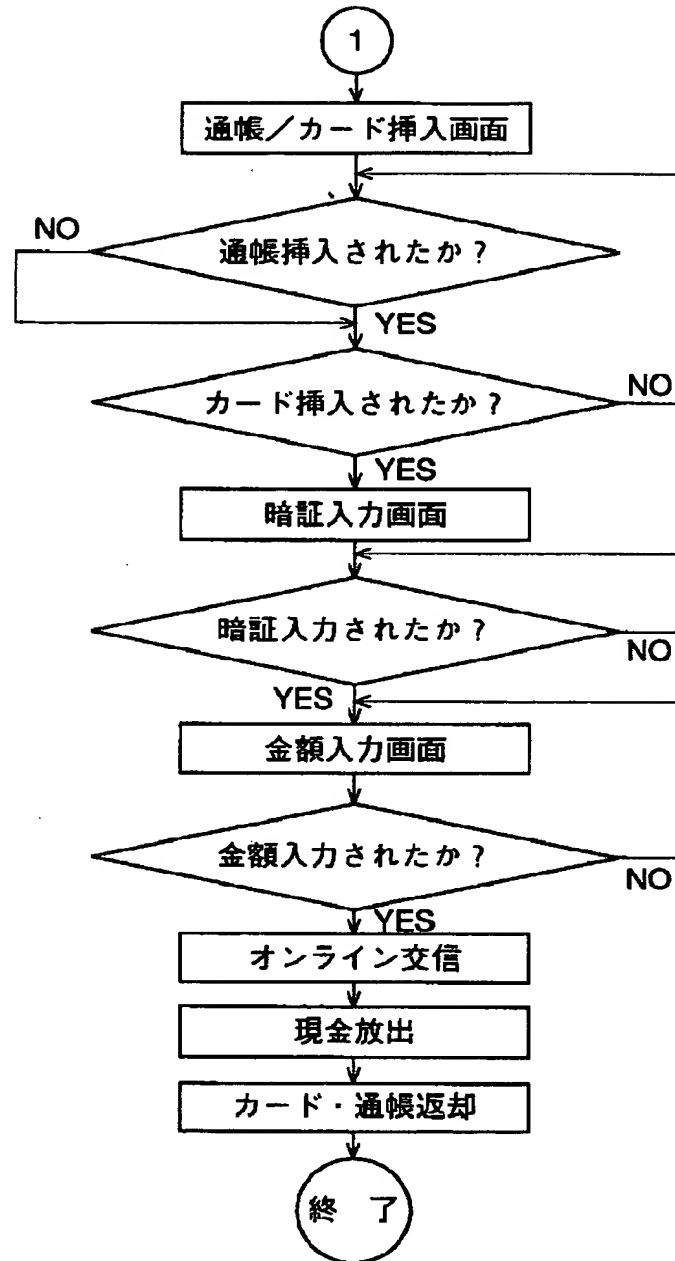 1
通帳／カード挿入画面
NO
通帳挿入されたか？
YES
カード挿入されたか？
NO
YES
暗証入力画面
暗証入力されたか？
NO
YES
金額入力画面
金額入力されたか？
NO
YES
オンライン交信
現金放出
カード・通帳返却
終 了